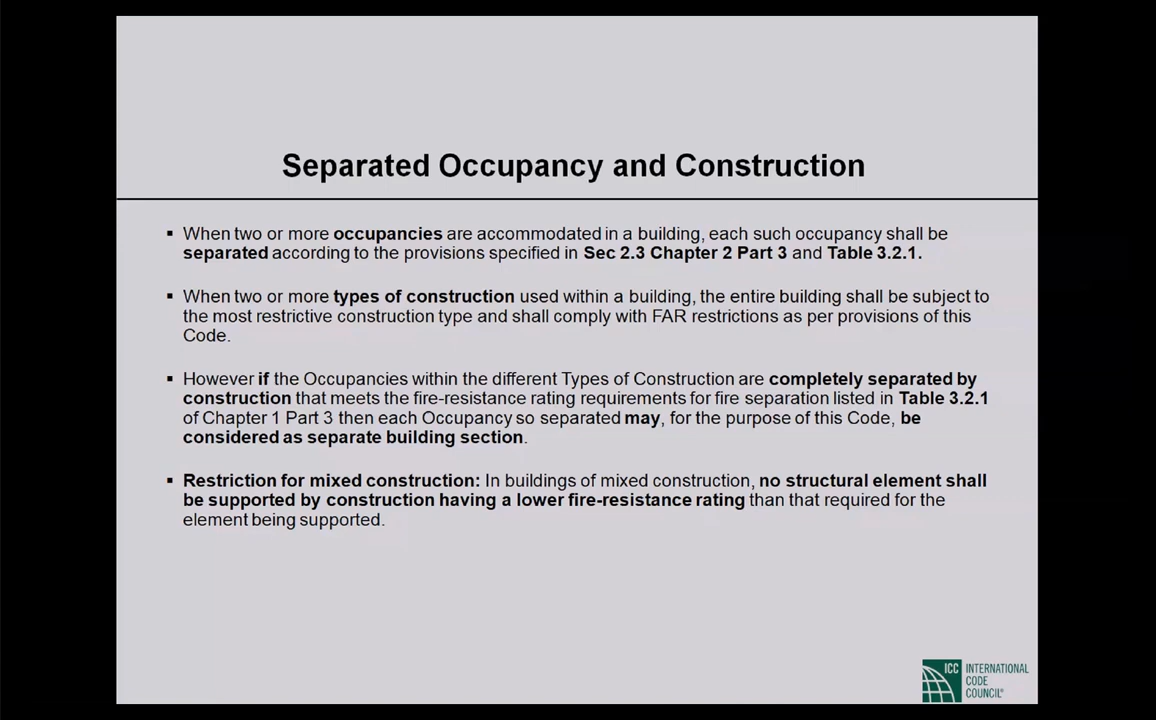 Separated Occupancy and Construction
▪ When two or more occupancies are accommodated in a building, each such occupancy shall be
separated according to the provisions specified in Sec 2.3 Chapter 2 Part 3 and Table 3.2.1.
▪ When two or more types of construction used within a building, the entire building shall be subject to
the most restrictive construction type and shall comply with FAR restrictions as per provisions of this
Code.
▪ However if the Occupancies within the different Types of Construction are completely separated by
construction that meets the fire-resistance rating requirements for fire separation listed in Table 3.2.1
of Chapter 1 Part 3 then each Occupancy so separated may, for the purpose of this Code, be
considered as separate building section.
▪ Restriction for mixed construction: In buildings of mixed construction, no structural element shall
be supported by construction having a lower fire-resistance rating than that required for the
element being supported.
ICC INTERNATIONAL
CODE
COUNCIL®